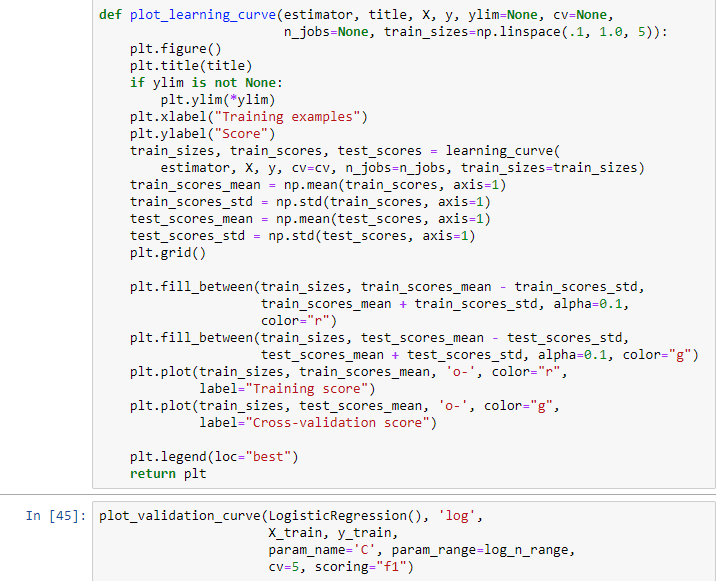 def plot_learning_curve(estimator, title, X, y, ylim=None, cv=None,
                        n_jobs=None, train_sizes=np.linspace(.1, 1.0, 5)):
    plt.figure()
    plt.title(title)
    if ylim is not None:
        plt.ylim(*ylim)
    plt.xlabel("Training examples")
    plt.ylabel("Score")
    train_sizes, train_scores, test_scores = learning_curve(
        estimator, X, y, cv=cv, n_jobs=n_jobs, train_sizes=train_sizes)
    train_scores_mean = np.mean(train_scores, axis=1)
    train_scores_std = np.std(train_scores, axis=1)
    test_scores_mean = np.mean(test_scores, axis=1)
    test_scores_std = np.std(test_scores, axis=1)
    plt.grid()

    plt.fill_between(train_sizes, train_scores_mean - train_scores_std,
                     train_scores_mean + train_scores_std, alpha=0.1,
                     color="r")
    plt.fill_between(train_sizes, test_scores_mean - test_scores_std,
                     test_scores_mean + test_scores_std, alpha=0.1, color="g")
    plt.plot(train_sizes, train_scores_mean, 'o-', color="r",
             label="Training score")
    plt.plot(train_sizes, test_scores_mean, 'o-', color="g",
             label="Cross-validation score")

    plt.legend(loc="best")
    return plt
In [45]: plot_validation_curve(LogisticRegression(), 'log',
                      X_train, y_train,
                      param_name='C', param_range=log_n_range,
                      cv=5, scoring="f1")